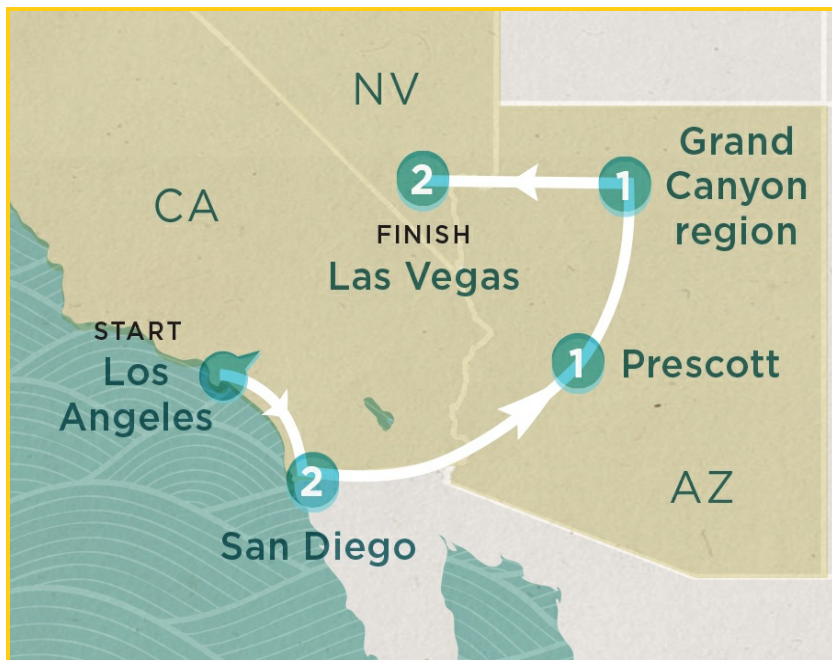 NV
Grand
Canyon
region
2
1
CA
FINISH
Las Vegas
START
Los
Angeles
1
Prescott
2
San Diego
AZ